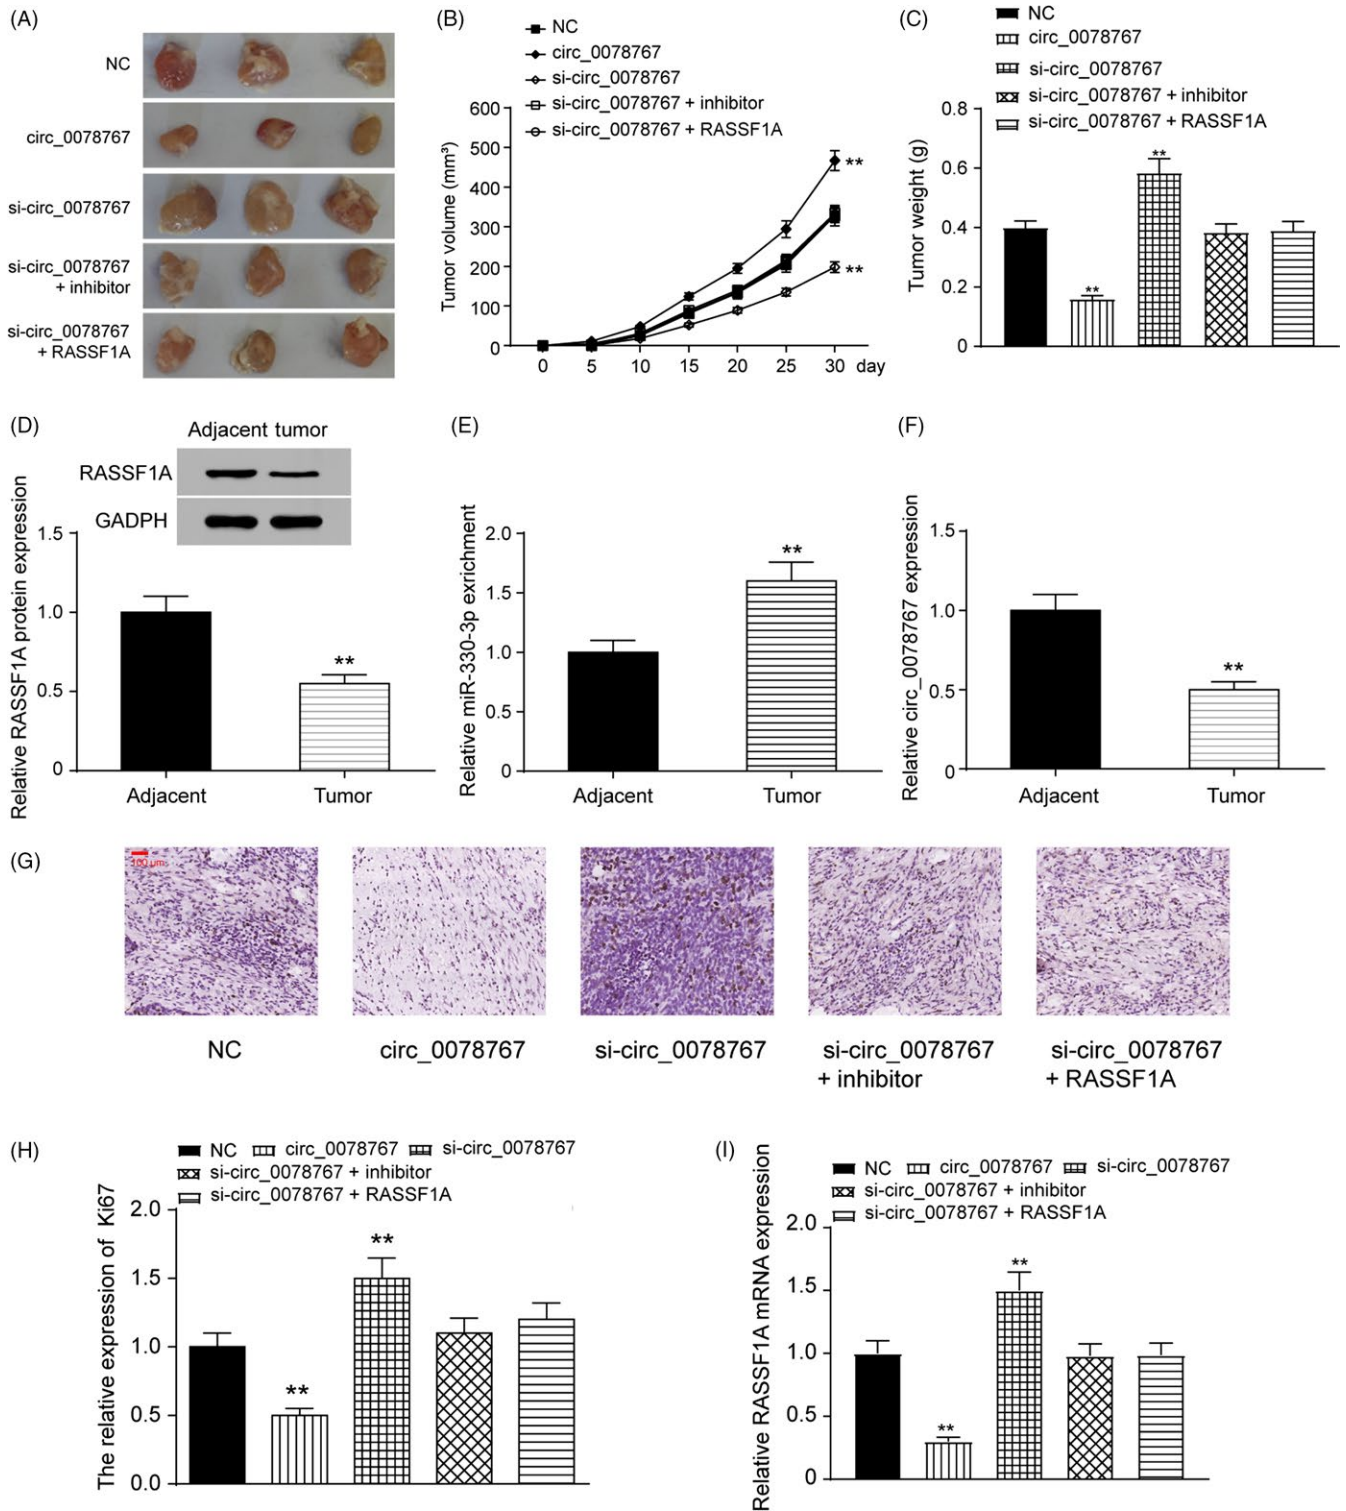 (A)
NC
circ_0078767
si-circ_0078767
si-circ_0078767
+ inhibitor
si-circ_0078767
+ RASSF1A
(B)
NC
circ_0078767
si-circ_0078767
si-circ_0078767 + inhibitor
si-circ_0078767 + RASSF1A
Tumor volume (mm³)
600
500
400
300
200
100
0
0 5 10 15 20 25 30 day
**
**
(C)
NC
circ_0078767
si-circ_0078767
si-circ_0078767 + inhibitor
si-circ_0078767 + RASSF1A
Tumor weight (g)
0.8
0.6
0.4
0.2
0
**
**
(D)
Adjacent tumor
RASSF1A
GADPH
Relative RASSF1A protein expression
1.5
1.0
0.5
0
**
Adjacent Tumor
(E)
Relative miR-330-3p enrichment
2.0
1.5
1.0
0.5
0
**
Adjacent Tumor
(F)
Relative circ_0078767 expression
1.5
1.0
0.5
0
**
Adjacent Tumor
(G)
100 µm
NC
circ_0078767
si-circ_0078767
si-circ_0078767
+ inhibitor
si-circ_0078767
+ RASSF1A
(H)
NC circ_0078767 si-circ_0078767
si-circ_0078767 + inhibitor
si-circ_0078767 + RASSF1A
The relative expression of Ki67
2.0
1.5
1.0
0.5
0.0
**
**
(I)
NC circ_0078767 si-circ_0078767
si-circ_0078767 + inhibitor
si-circ_0078767 + RASSF1A
Relative RASSF1A mRNA expression
2.0
1.5
1.0
0.5
0
**
**